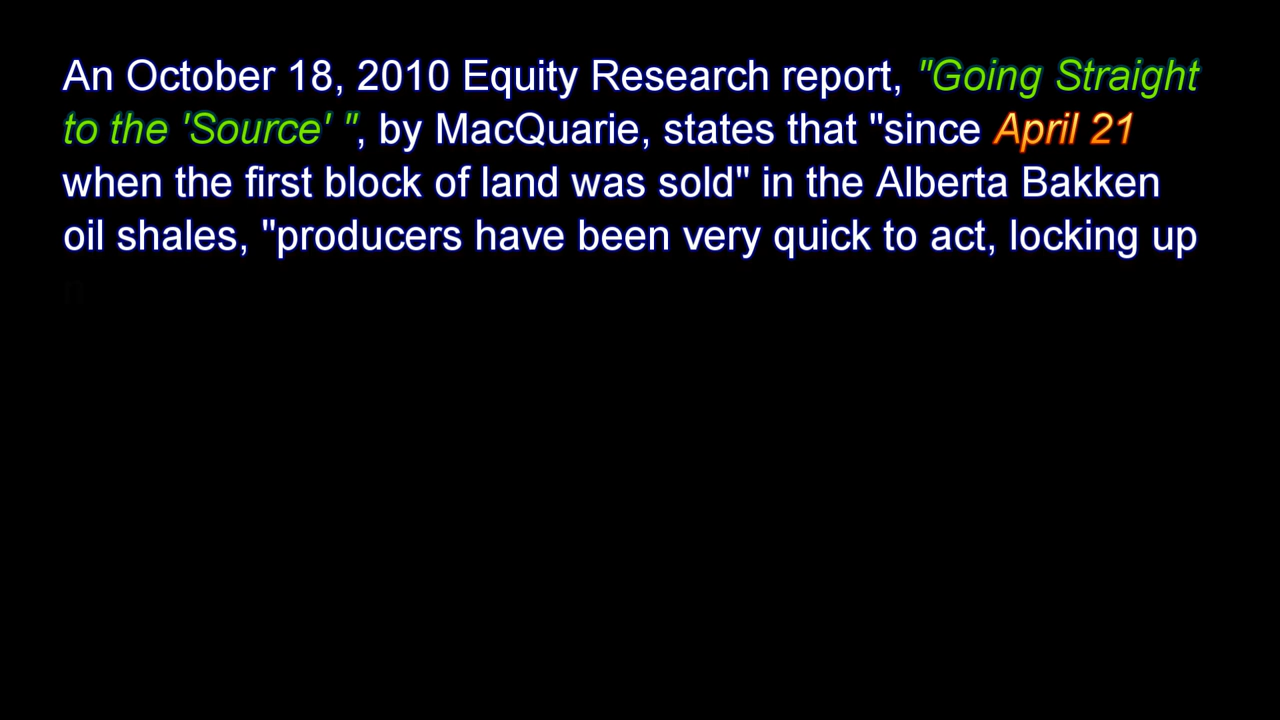 An October 18, 2010 Equity Research report, "Going Straight
to the 'Source' ", by MacQuarie, states that "since April 21
when the first block of land was sold" in the Alberta Bakken
oil shales, "producers have been very quick to act, locking up